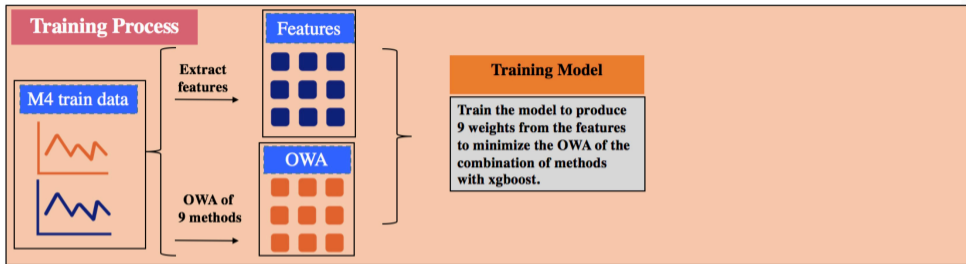 Training Process
M4 train data
Extract
features
OWA of
9 methods
Features
OWA
Training Model
Train the model to produce
9 weights from the features
to minimize the OWA of the
combination of methods
with xgboost.